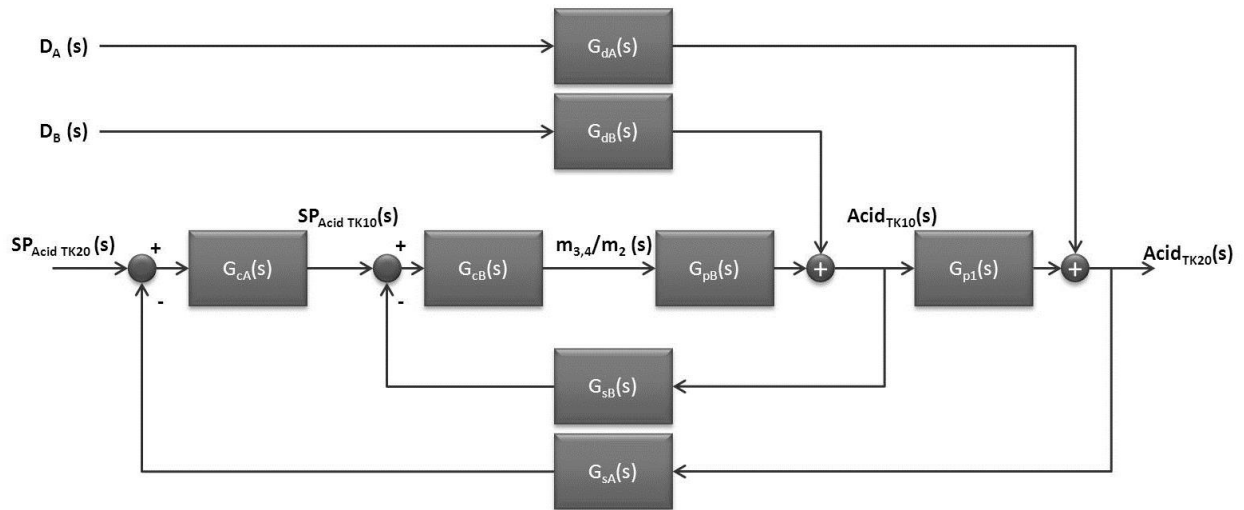 D_A (s)
G_dA(s)
D_B (s)
G_dB(s)
SP_Acid TK20 (s)
+
-
G_cA(s)
SP_Acid TK10(s)
+
-
G_cB(s)
m_3,4/m_2 (s)
G_pB(s)
+
Acid_TK10(s)
G_p1(s)
+
Acid_TK20(s)
G_sB(s)
G_sA(s)